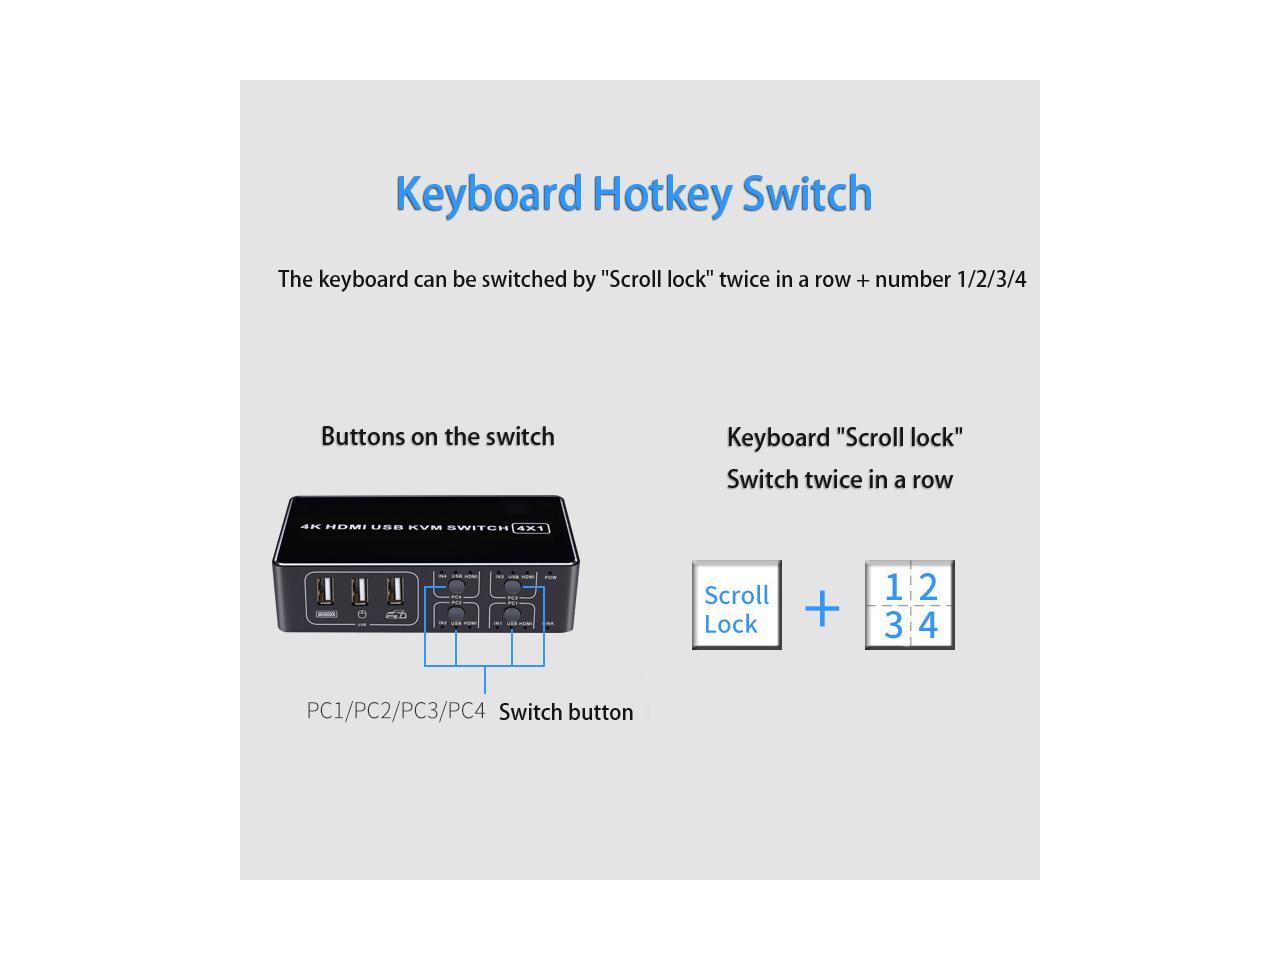 Keyboard Hotkey Switch
The keyboard can be switched by "Scroll lock" twice in a row + number 1/2/3/4
Buttons on the switch
Keyboard "Scroll lock"
Switch twice in a row
4K HDMI USB KVM SWITCH 4X1
IN4 USB HDMI IN3 USB HDMI POW
PC4 PC3
PC2 PC1
USB IN2 USB HDMI IN1 USB HDMI
Scroll
Lock
+
1 2
3 4
PC1/PC2/PC3/PC4 Switch button